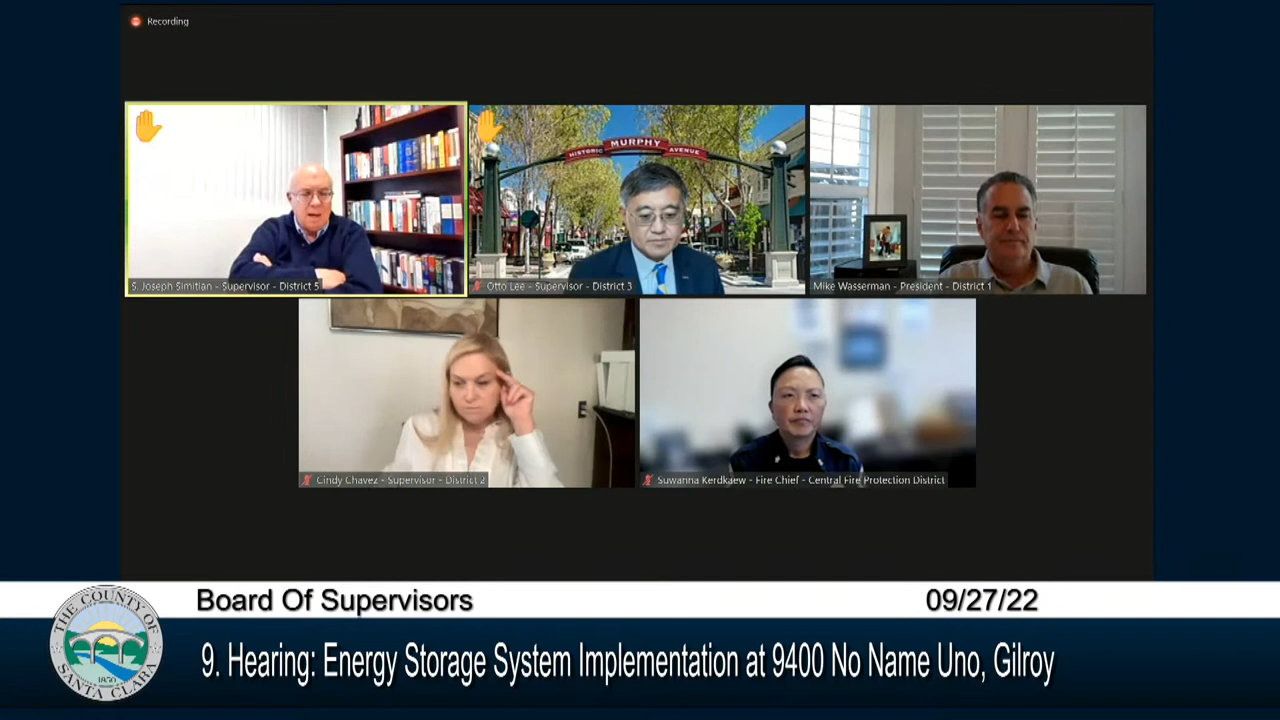 Recording
HISTORIC MURPHY AVENUE
S. Joseph Simitian - Supervisor - District 5
Otto Lee - Supervisor - District 3
Mike Wasserman - President - District 1
Cindy Chavez - Supervisor - District 2
Suwanna Kerdkaew - Fire Chief - Central Fire Protection District
Board Of Supervisors
09/27/22
THE COUNTY OF
SANTA CLARA
1850
9. Hearing: Energy Storage System Implementation at 9400 No Name Uno, Gilroy